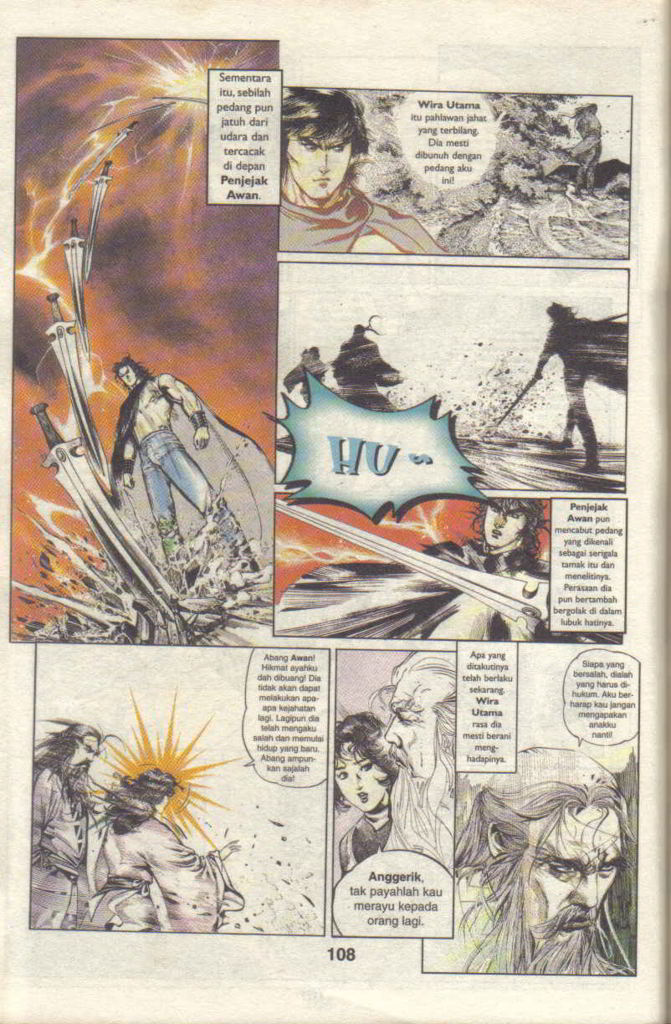 Sementara
itu, sebilah
pedang pun
jatuh dari
udara dan
tercacak
di depan
Penjejak
Awan.
Wira Utama
itu pahlawan jahat
yang terbilang.
Dia mesti
dibunuh dengan
pedang aku
ini!
HU~
Penjejak
Awan pun
mencabut pedang
yang dikenali
sebagai serigala
tamak itu dan
menelitinya.
Perasaan dia
pun bertambah
bergolak di dalam
lubuk hatinya.
Abang Awan!
Hikmat ayahku
dah dibuang! Dia
tidak akan dapat
melakukan apa-
apa kejahatan
lagi. Lagipun dia
telah mengaku
salah dan memulai
hidup yang baru.
Abang ampun-
kan sajalah
dia!
Anggerik,
tak payahlah kau
merayu kepada
orang lagi.
Apa yang
ditakutinya
telah berlaku
sekarang.
Wira
Utama
rasa dia
mesti berani
meng-
hadapinya.
Siapa yang
bersalah, dialah
yang harus di-
hukum. Aku ber-
harap kau jangan
mengapakan
anakku
nanti!
108